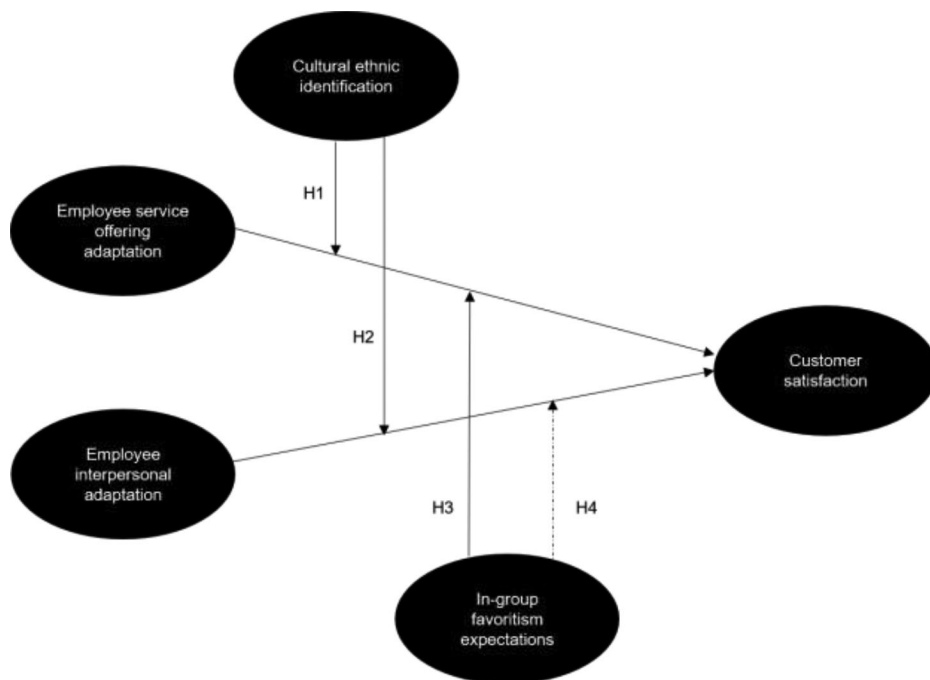 Cultural ethnic
identification
H1
Employee service
offering
adaptation
H2
Customer
satisfaction
Employee
interpersonal
adaptation
H3
H4
In-group
favoritism
expectations